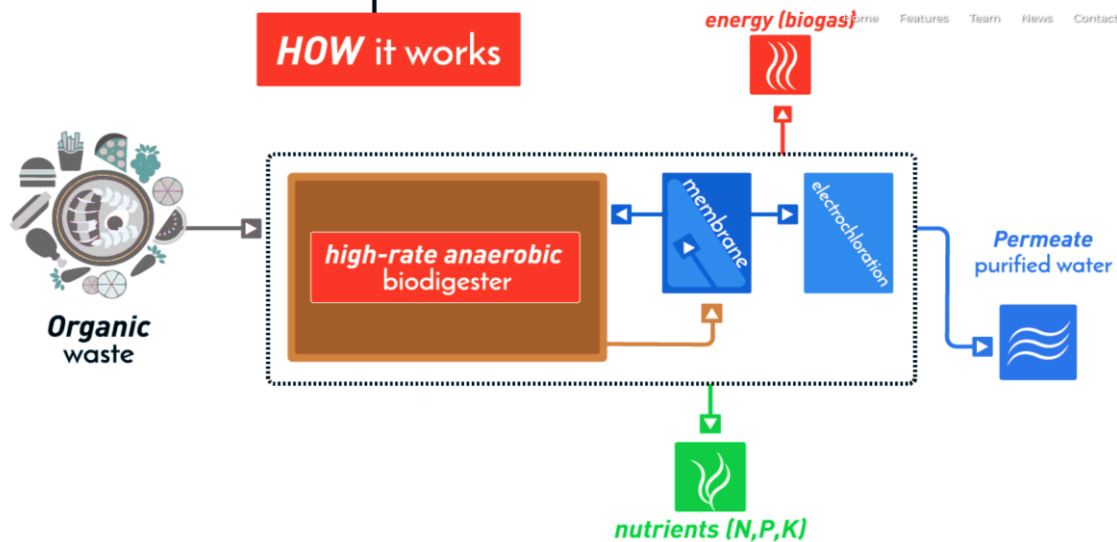 energy (biogas)
Home Features Team News Contact
HOW it works
membrane
electrochloration
high-rate anaerobic
biodigester
Permeate
purified water
Organic
waste
nutrients (N,P,K)